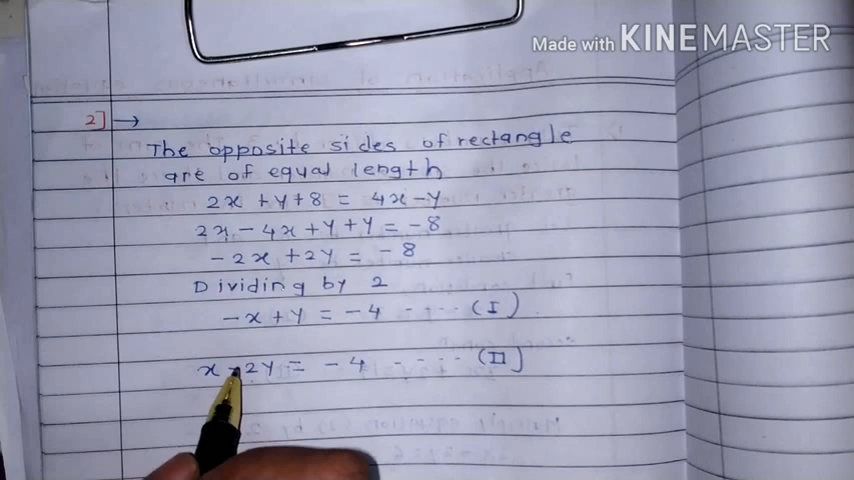 Made with KINEMASTER
2] →
The opposite sides of rectangle
are of equal length
2x + y + 8 = 4x - y
2x - 4x + y + y = -8
-2x + 2y = -8
Dividing by 2
-x + y = -4 - - - - (I)
x - 2y = -4 - - - - - (II)